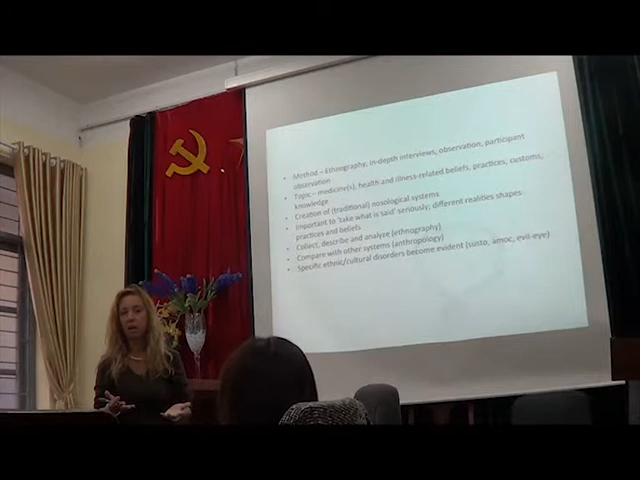 • Method – Ethnography, in-depth interviews, observation, participant
observation
• Topic – medicine(s), health and illness-related beliefs, practices, customs,
knowledge
• Creation of (traditional) nosological systems
• Important to 'take what is said' seriously; different realities shapes
practices and beliefs
• Collect, describe and analyze (ethnography)
• Compare with other systems (anthropology)
• Specific ethnic/cultural disorders become evident (susto, amoc, evil-eye)